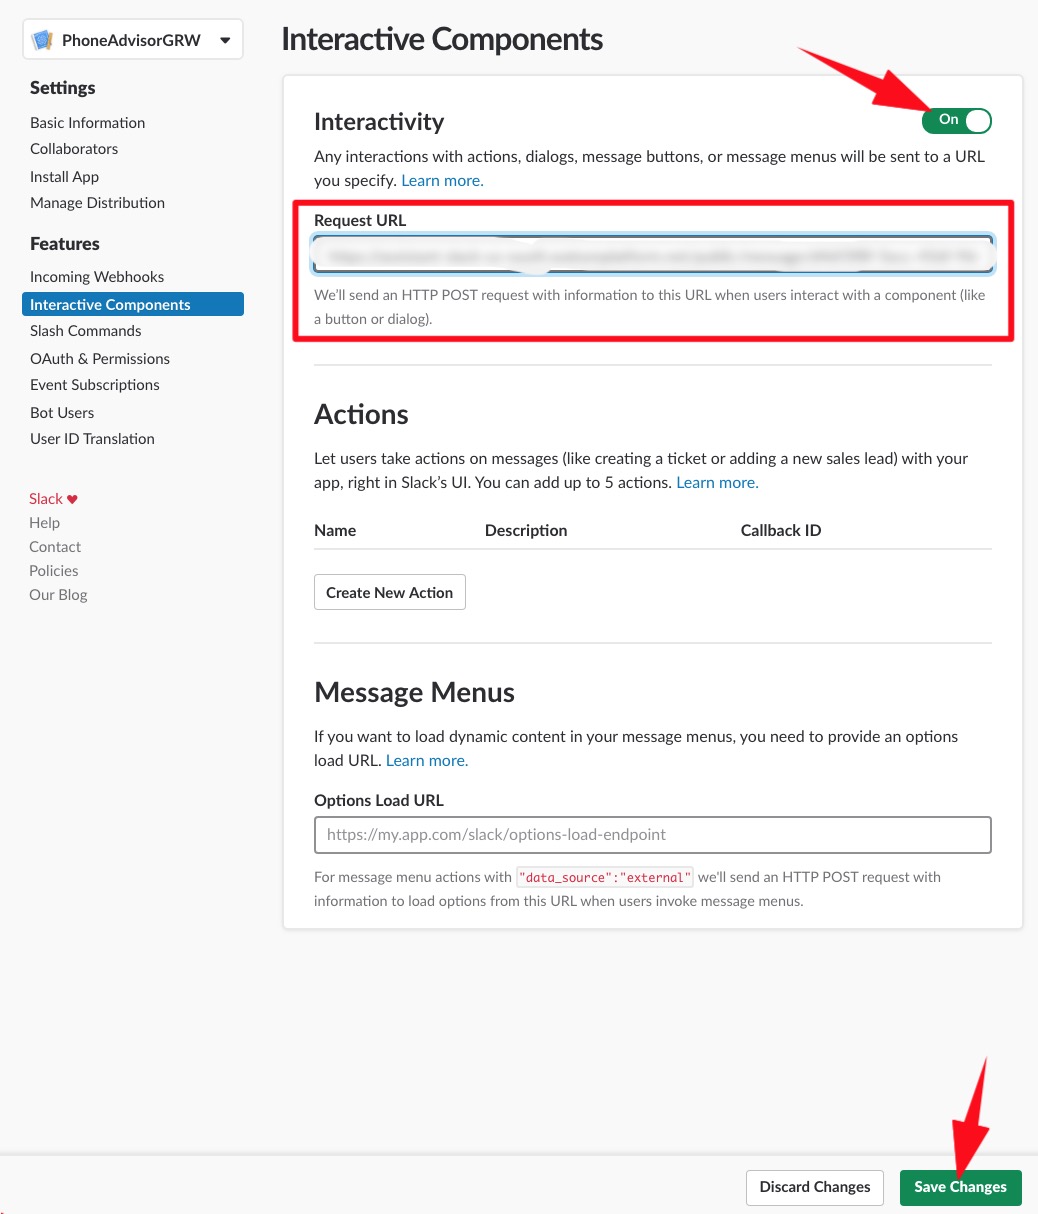 PhoneAdvisorGRW
Settings
Basic Information
Collaborators
Install App
Manage Distribution
Features
Incoming Webhooks
Interactive Components
Slash Commands
OAuth & Permissions
Event Subscriptions
Bot Users
User ID Translation
Slack
Help
Contact
Policies
Our Blog
Interactive Components
Interactivity
On
Any interactions with actions, dialogs, message buttons, or message menus will be sent to a URL
you specify. Learn more.
Request URL
We’ll send an HTTP POST request with information to this URL when users interact with a component (like
a button or dialog).
Actions
Let users take actions on messages (like creating a ticket or adding a new sales lead) with your
app, right in Slack’s UI. You can add up to 5 actions. Learn more.
Name Description Callback ID
Create New Action
Message Menus
If you want to load dynamic content in your message menus, you need to provide an options
load URL. Learn more.
Options Load URL
https://my.app.com/slack/options-load-endpoint
For message menu actions with "data_source":"external" we'll send an HTTP POST request with
information to load options from this URL when users invoke message menus.
Discard Changes Save Changes